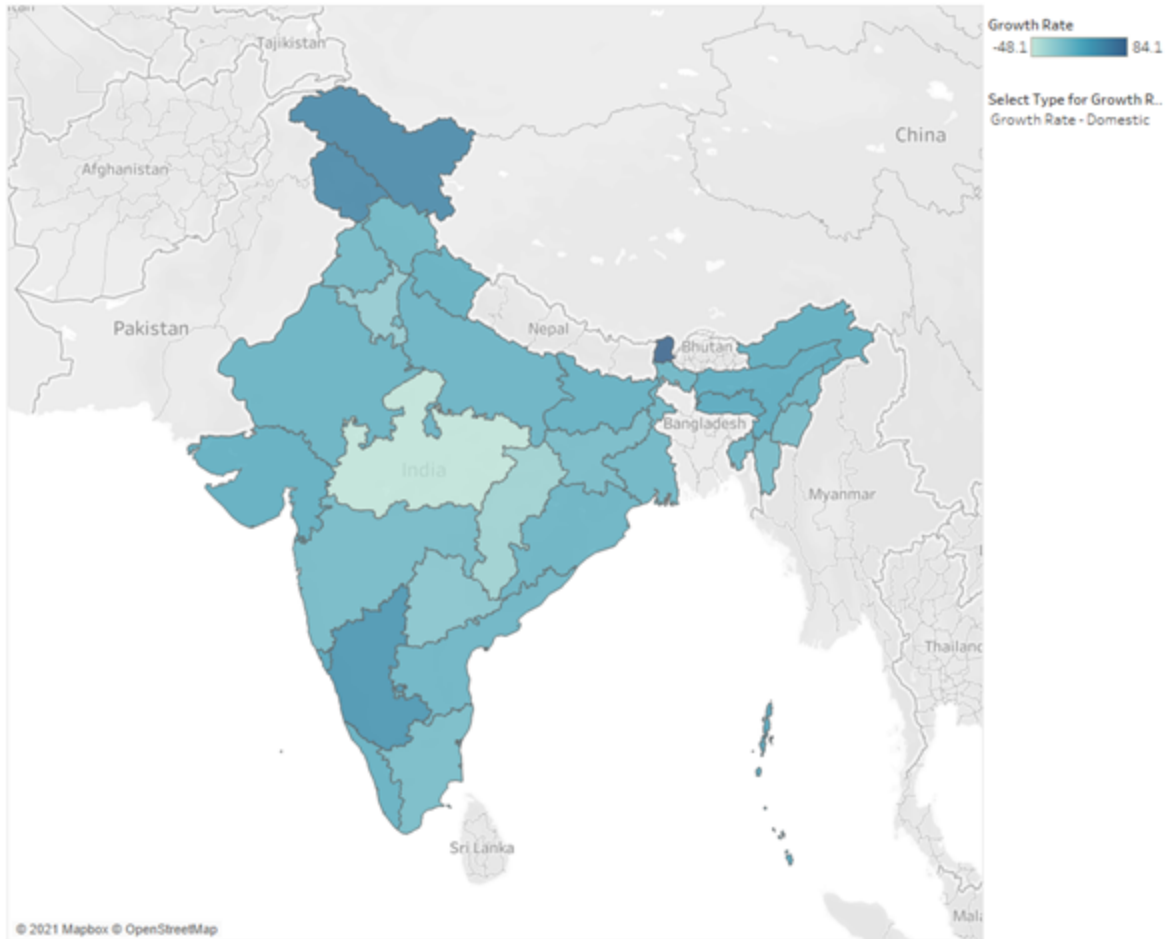 Growth Rate
-48.1 84.1
Select Type for Growth R..
Growth Rate - Domestic
Tajikistan
China
Afghanistan
Pakistan
Nepal
Bhutan
Bangladesh
India
Myanmar
Thailand
Sri Lanka
Mala
© 2021 Mapbox © OpenStreetMap